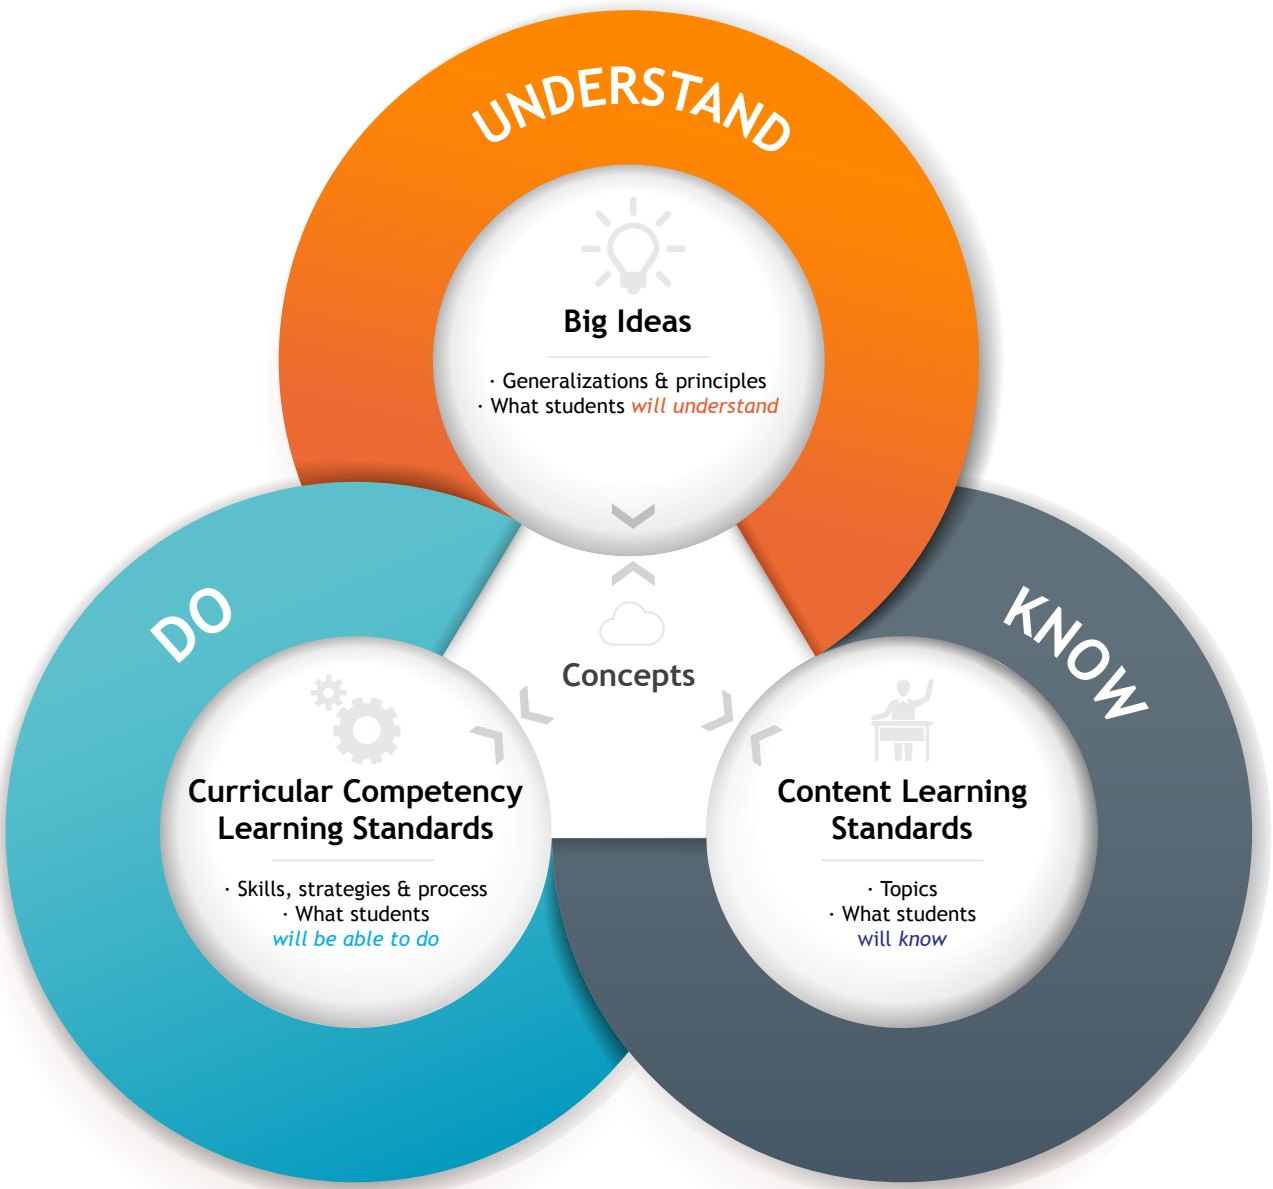 UNDERSTAND
Big Ideas
· Generalizations & principles
· What students will understand
DO
KNOW
Concepts
Curricular Competency
Learning Standards
· Skills, strategies & process
· What students
will be able to do
Content Learning
Standards
· Topics
· What students
will know